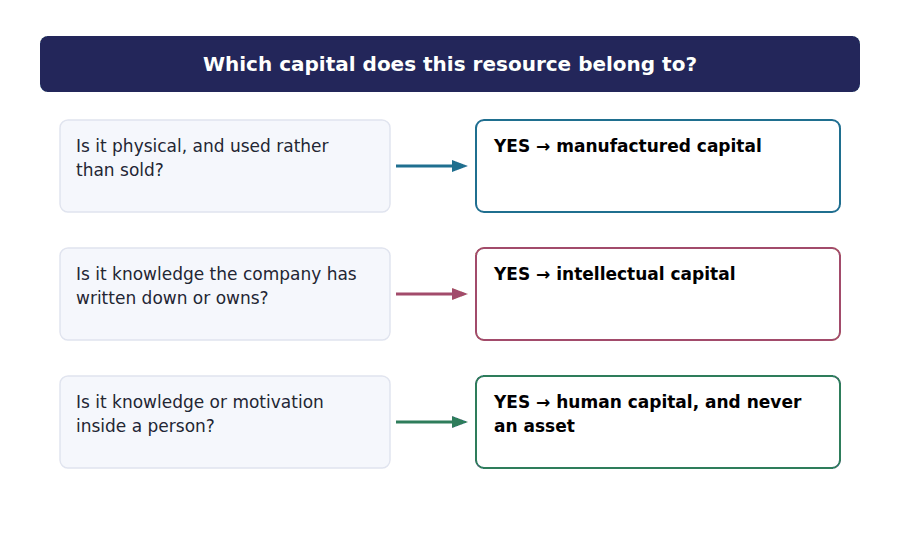 Which capital does this resource belong to?
Is it physical, and used rather
than sold?
YES → manufactured capital
Is it knowledge the company has
written down or owns?
YES → intellectual capital
Is it knowledge or motivation
inside a person?
YES → human capital, and never
an asset